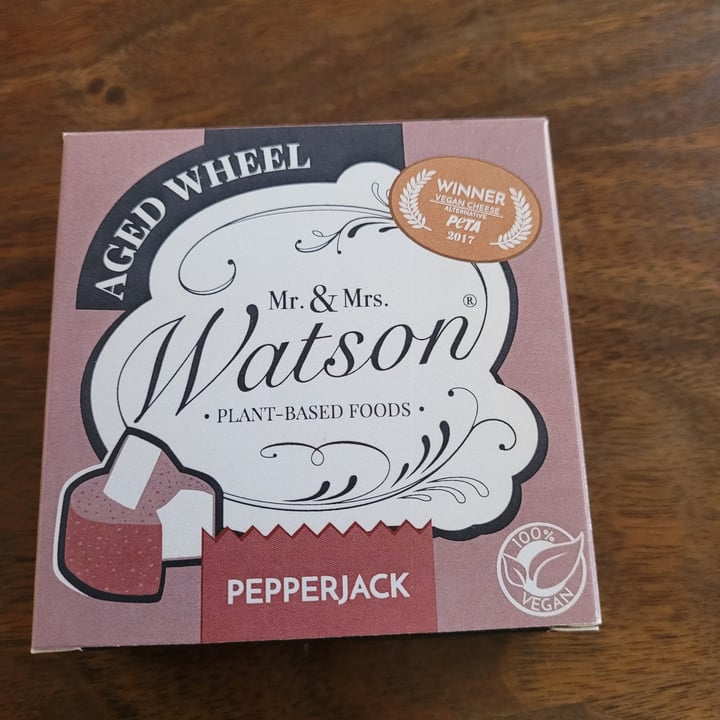 AGED WHEEL
WINNER
VEGAN CHEESE
ALTERNATIVE
PeTA
2017
Mr. & Mrs.
Watson®
• PLANT-BASED FOODS •
PEPPERJACK
100%
VEGAN